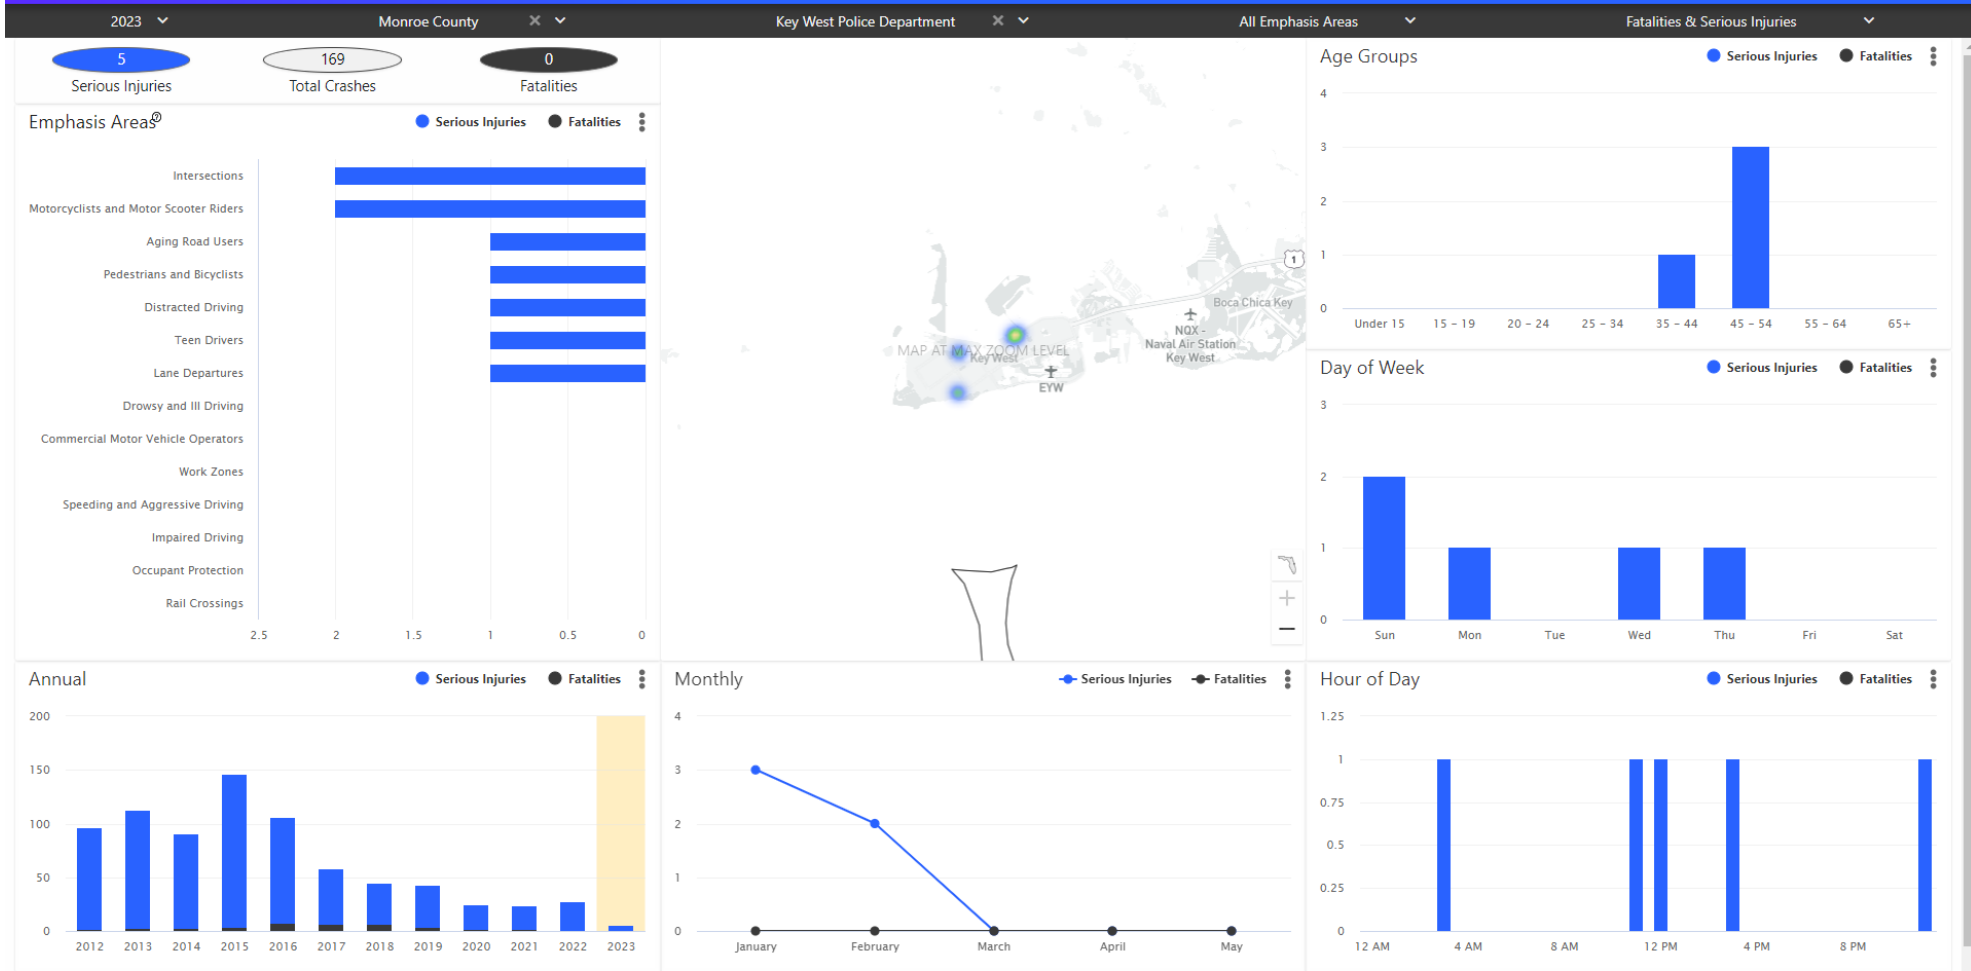 2023 Monroe County Key West Police Department All Emphasis Areas Fatalities & Serious Injuries
5 169 0
Serious Injuries Total Crashes Fatalities
Emphasis Areas Serious Injuries Fatalities
Intersections
Motorcyclists and Motor Scooter Riders
Aging Road Users
Pedestrians and Bicyclists
Distracted Driving
Teen Drivers
Lane Departures
Drowsy and Ill Driving
Commercial Motor Vehicle Operators
Work Zones
Speeding and Aggressive Driving
Impaired Driving
Occupant Protection
Rail Crossings
2.5 2 1.5 1 0.5 0
1
Boca Chica Key
NQX -
Naval Air Station
Key West
MAP AT MAX ZOOM LEVEL
Key West
EYW
Age Groups Serious Injuries Fatalities
4
3
2
1
0
Under 15 15 - 19 20 - 24 25 - 34 35 - 44 45 - 54 55 - 64 65+
Day of Week Serious Injuries Fatalities
3
2
1
0
Sun Mon Tue Wed Thu Fri Sat
Annual Serious Injuries Fatalities
200
150
100
50
0
2012 2013 2014 2015 2016 2017 2018 2019 2020 2021 2022 2023
Monthly Serious Injuries Fatalities
4
3
2
1
0
January February March April May
Hour of Day Serious Injuries Fatalities
1.25
1
0.75
0.5
0.25
0
12 AM 4 AM 8 AM 12 PM 4 PM 8 PM